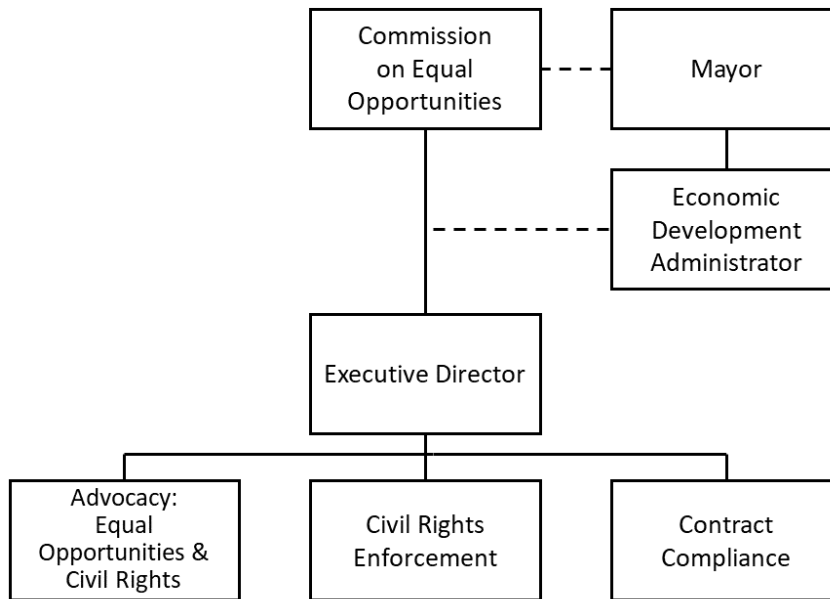 Commission
on Equal
Opportunities
Mayor
Economic
Development
Administrator
Executive Director
Advocacy:
Equal
Opportunities &
Civil Rights
Civil Rights
Enforcement
Contract
Compliance